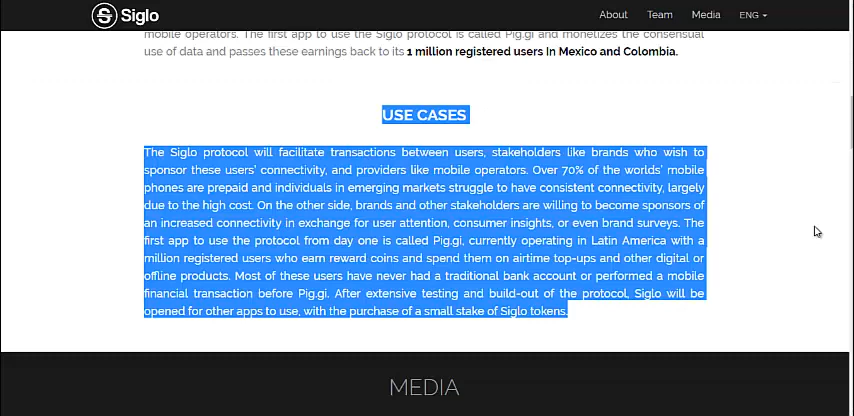 Siglo
About Team Media ENG
mobile operators. The first app to use the Siglo protocol is called Pig.gi and monetizes the consensual
use of data and passes these earnings back to its 1 million registered users In Mexico and Colombia.
USE CASES
The Siglo protocol will facilitate transactions between users, stakeholders like brands who wish to
sponsor these users' connectivity, and providers like mobile operators. Over 70% of the worlds' mobile
phones are prepaid and individuals in emerging markets struggle to have consistent connectivity, largely
due to the high cost. On the other side, brands and other stakeholders are willing to become sponsors of
an increased connectivity in exchange for user attention, consumer insights, or even brand surveys. The
first app to use the protocol from day one is called Pig.gi, currently operating in Latin America with a
million registered users who earn reward coins and spend them on airtime top-ups and other digital or
offline products. Most of these users have never had a traditional bank account or performed a mobile
financial transaction before Pig.gi. After extensive testing and build-out of the protocol, Siglo will be
opened for other apps to use, with the purchase of a small stake of Siglo tokens.
MEDIA